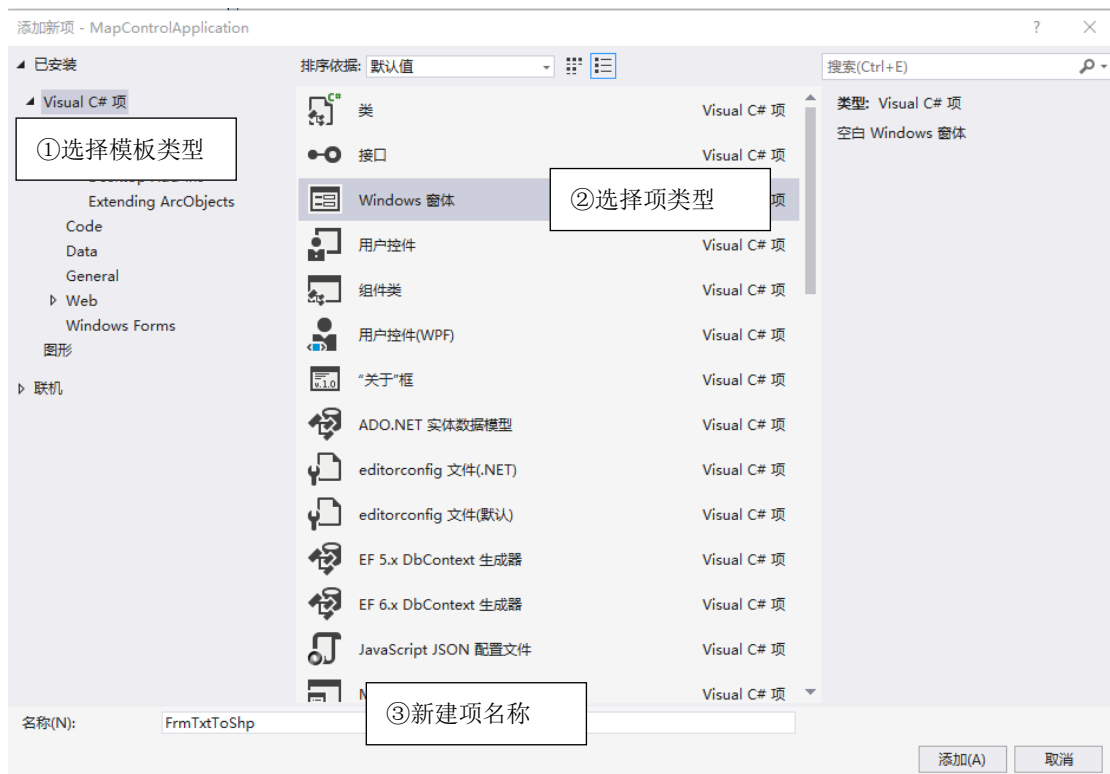 添加新项 - MapControlApplication
?
已安装
排序依据: 默认值
搜索(Ctrl+E)
Visual C# 项
①选择模板类型
Extending ArcObjects
Code
Data
General
Web
Windows Forms
图形
联机
C#
类 Visual C# 项
接口 Visual C# 项
Windows 窗体 项
②选择项类型
用户控件 Visual C# 项
组件类 Visual C# 项
用户控件(WPF) Visual C# 项
v.1.0
“关于”框 Visual C# 项
ADO.NET 实体数据模型 Visual C# 项
editorconfig 文件(.NET) Visual C# 项
editorconfig 文件(默认) Visual C# 项
EF 5.x DbContext 生成器 Visual C# 项
EF 6.x DbContext 生成器 Visual C# 项
JavaScript JSON 配置文件 Visual C# 项
Visual C# 项
③新建项名称
类型: Visual C# 项
空白 Windows 窗体
名称(N): FrmTxtToShp
添加(A) 取消